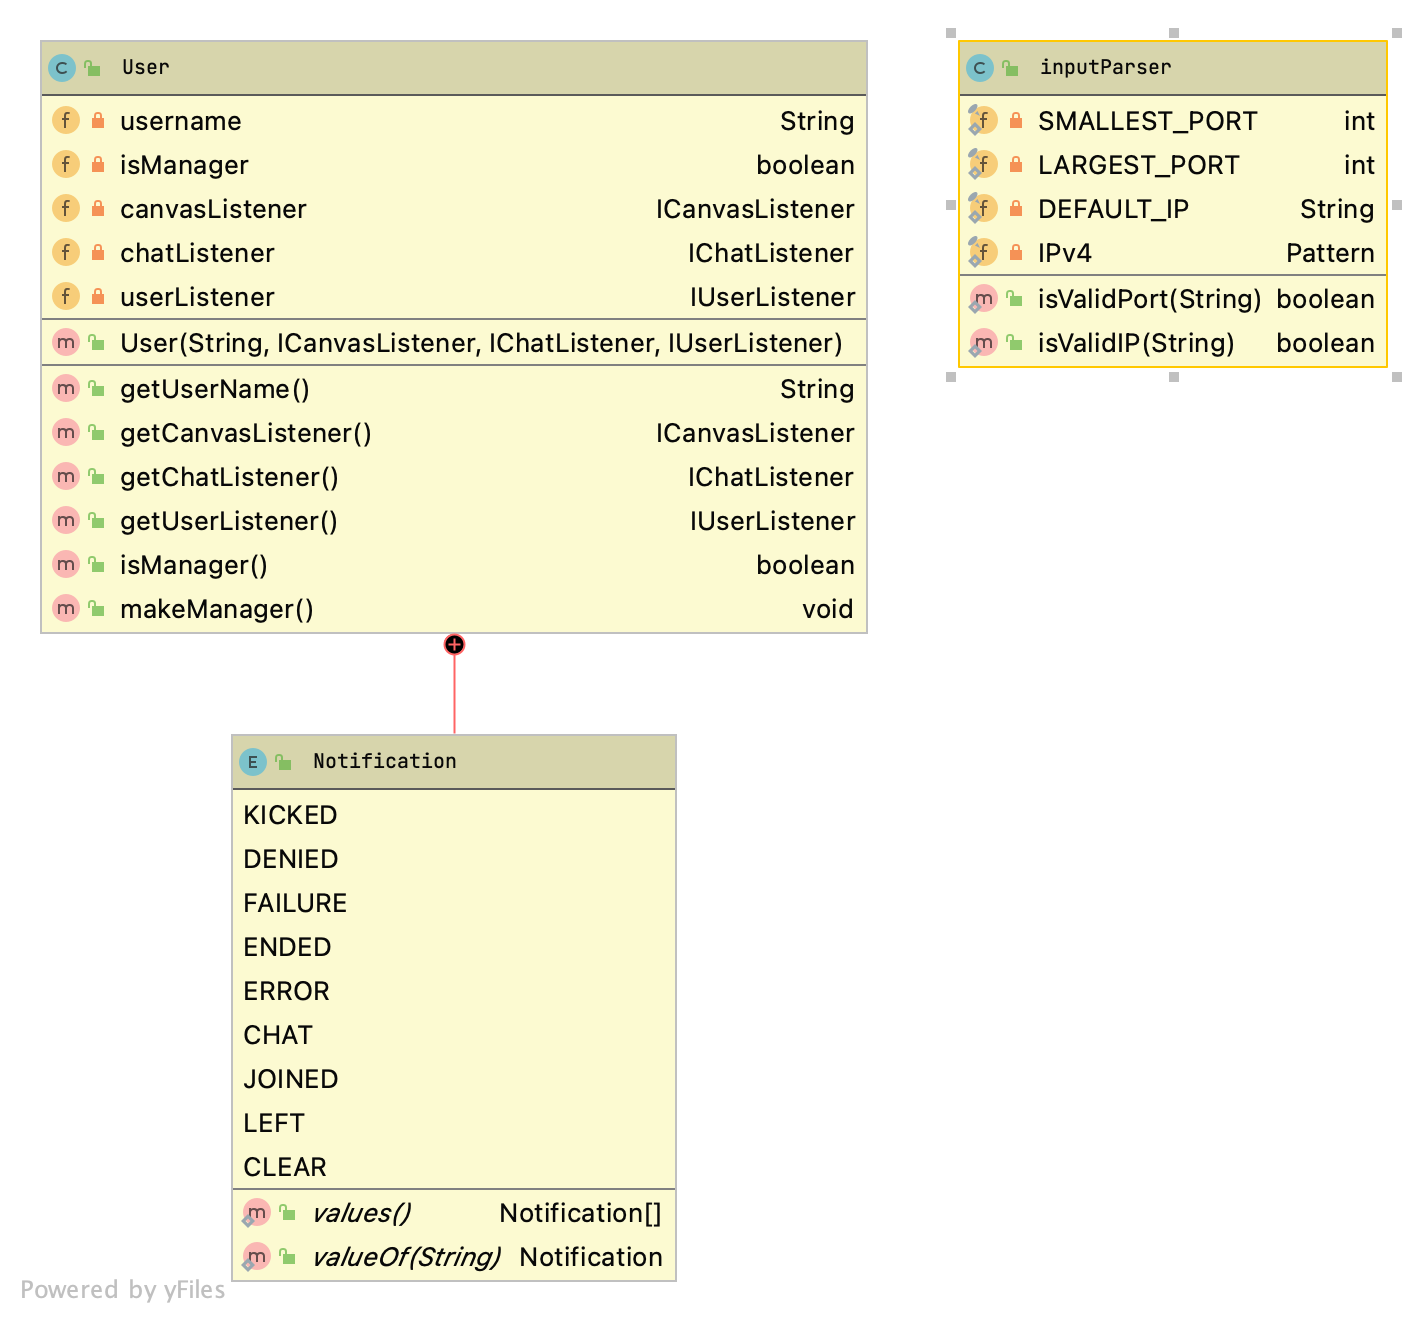 User
username String
isManager boolean
canvasListener ICanvasListener
chatListener IChatListener
userListener IUserListener
User(String, ICanvasListener, IChatListener, IUserListener)
getUserName() String
getCanvasListener() ICanvasListener
getChatListener() IChatListener
getUserListener() IUserListener
isManager() boolean
makeManager() void
inputParser
SMALLEST_PORT int
LARGEST_PORT int
DEFAULT_IP String
IPv4 Pattern
isValidPort(String) boolean
isValidIP(String) boolean
Notification
KICKED
DENIED
FAILURE
ENDED
ERROR
CHAT
JOINED
LEFT
CLEAR
values() Notification[]
valueOf(String) Notification
Powered by yFiles